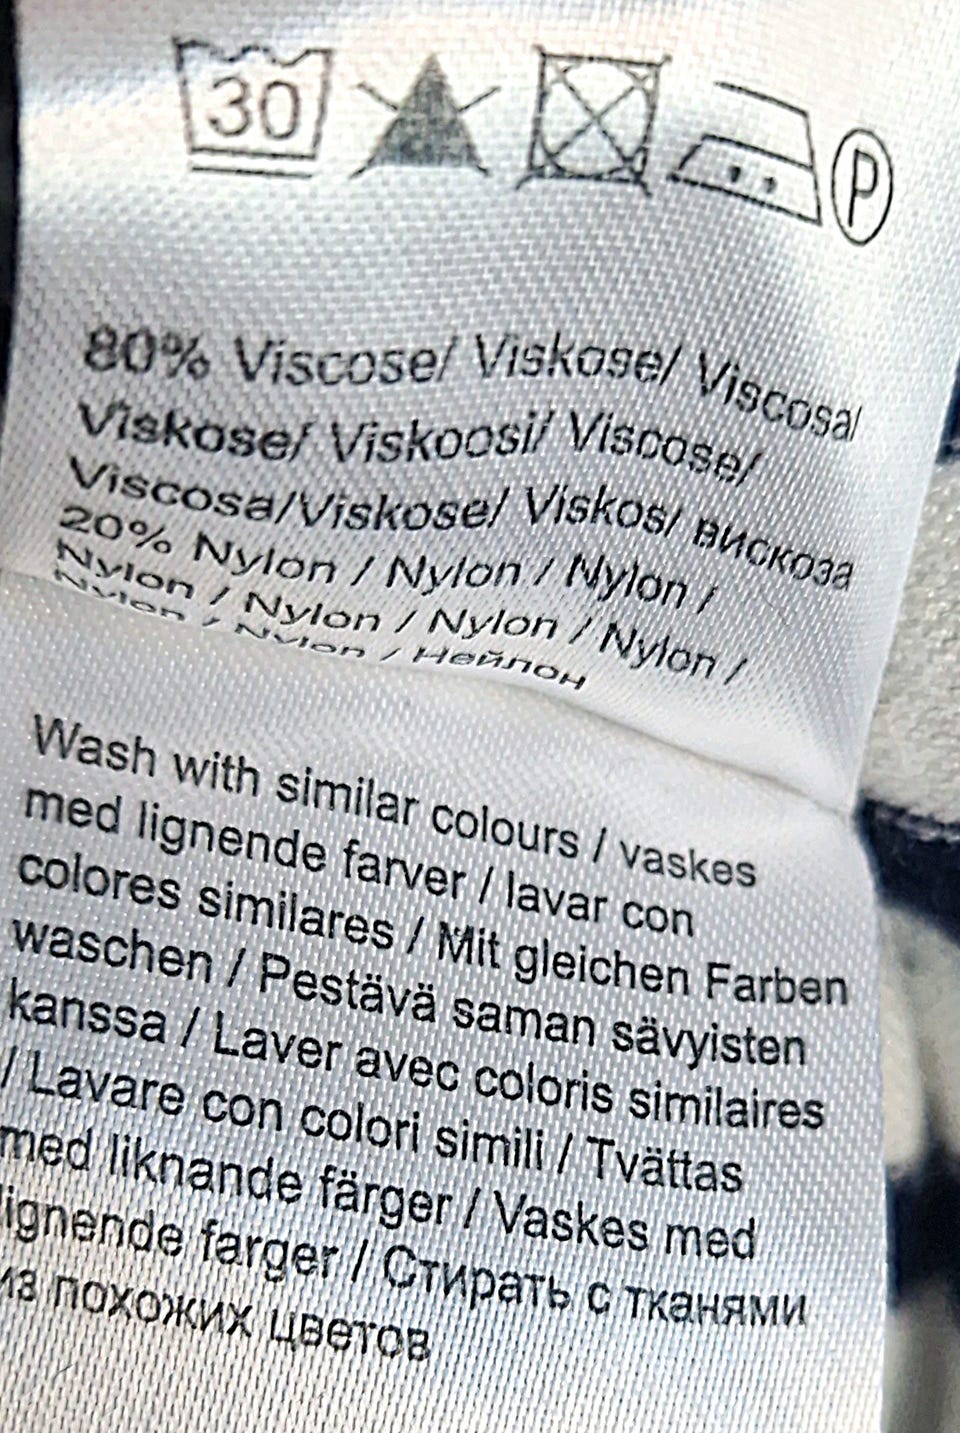 30 P
80% Viscose/ Viskose/ Viscosa/
Viskose/ Viskoosi/ Viscose/
Viscosa/Viskose/ Viskos/ вискоза
20% Nylon / Nylon / Nylon /
Nylon / Nylon / Nylon / Nylon /
Nylon / Nylon / Нейлон
Wash with similar colours / vaskes
med lignende farver / lavar con
colores similares / Mit gleichen Farben
waschen / Pestävä saman sävyisten
kanssa / Laver avec coloris similaires
/ Lavare con colori simili / Tvättas
med liknande färger / Vaskes med
lignende farger / Стирать с тканями
из похожих цветов